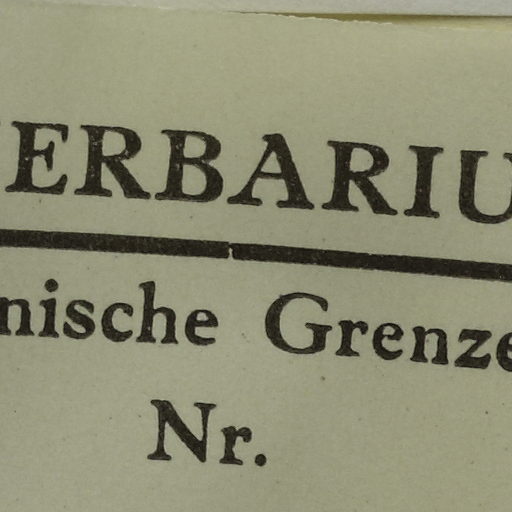 ERBARIU
nische Grenze
Nr.